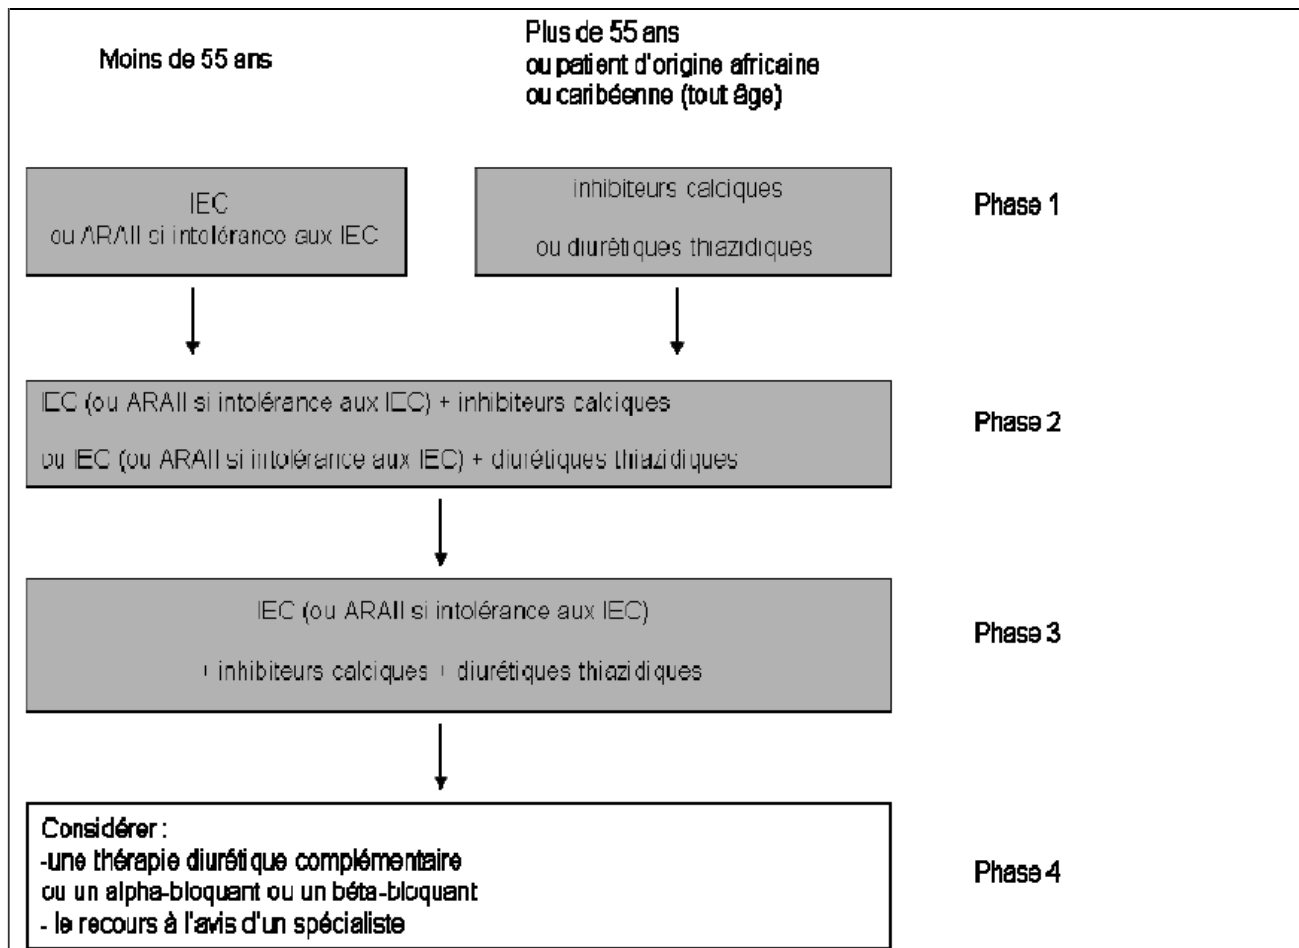 Moins de 55 ans
Plus de 55 ans
ou patient d'origine africaine
ou caribéenne (tout âge)
IEC
ou ARAII si intolérance aux IEC
inhibiteurs calciques
ou diurétiques thiazidiques
Phase 1
IEC (ou ARAII si intolérance aux IEC) + inhibiteurs calciques
ou IEC (ou ARAII si intolérance aux IEC) + diurétiques thiazidiques
Phase 2
IEC (ou ARAII si intolérance aux IEC)
+ inhibiteurs calciques + diurétiques thiazidiques
Phase 3
Considérer :
-une thérapie diurétique complémentaire
ou un alpha-bloquant ou un béta-bloquant
- le recours à l'avis d'un spécialiste
Phase 4